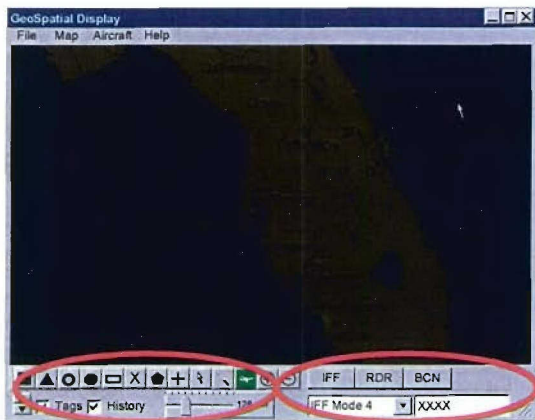 GeoSpatial Display
File Map Aircraft Help
IFF RDR BCN
Tags History
IFF Mode 4 XXXX